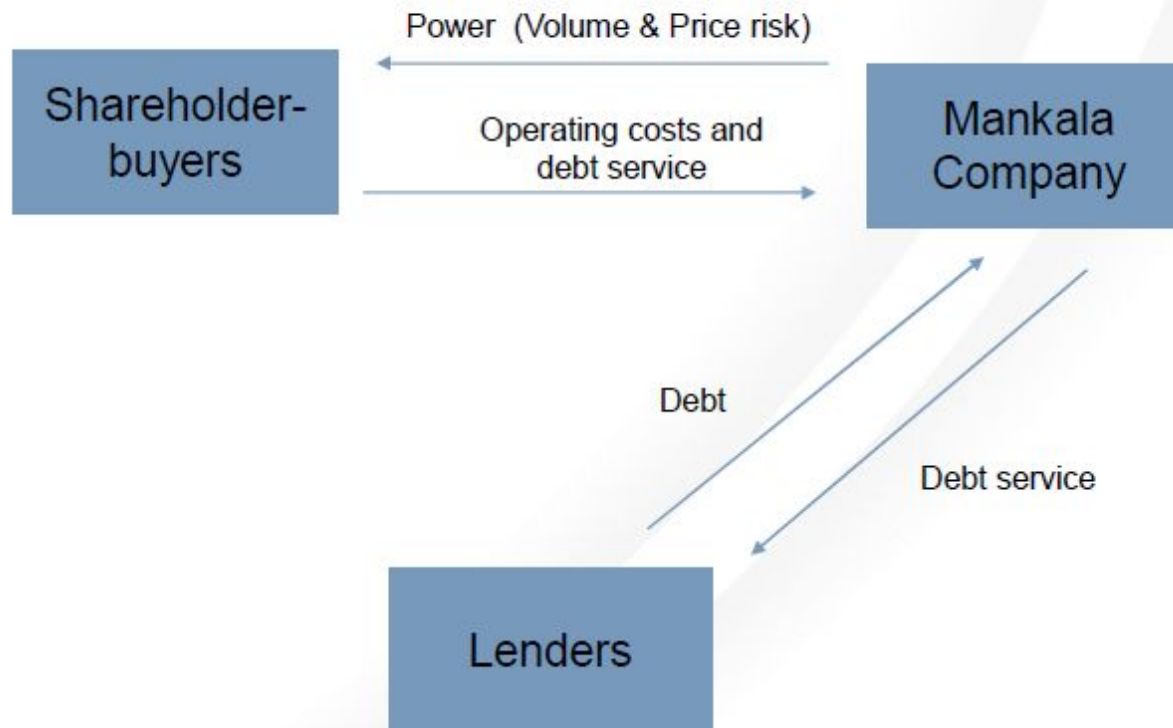 Power (Volume & Price risk)
Shareholder-
buyers
Operating costs and
debt service
Mankala
Company
Debt
Debt service
Lenders